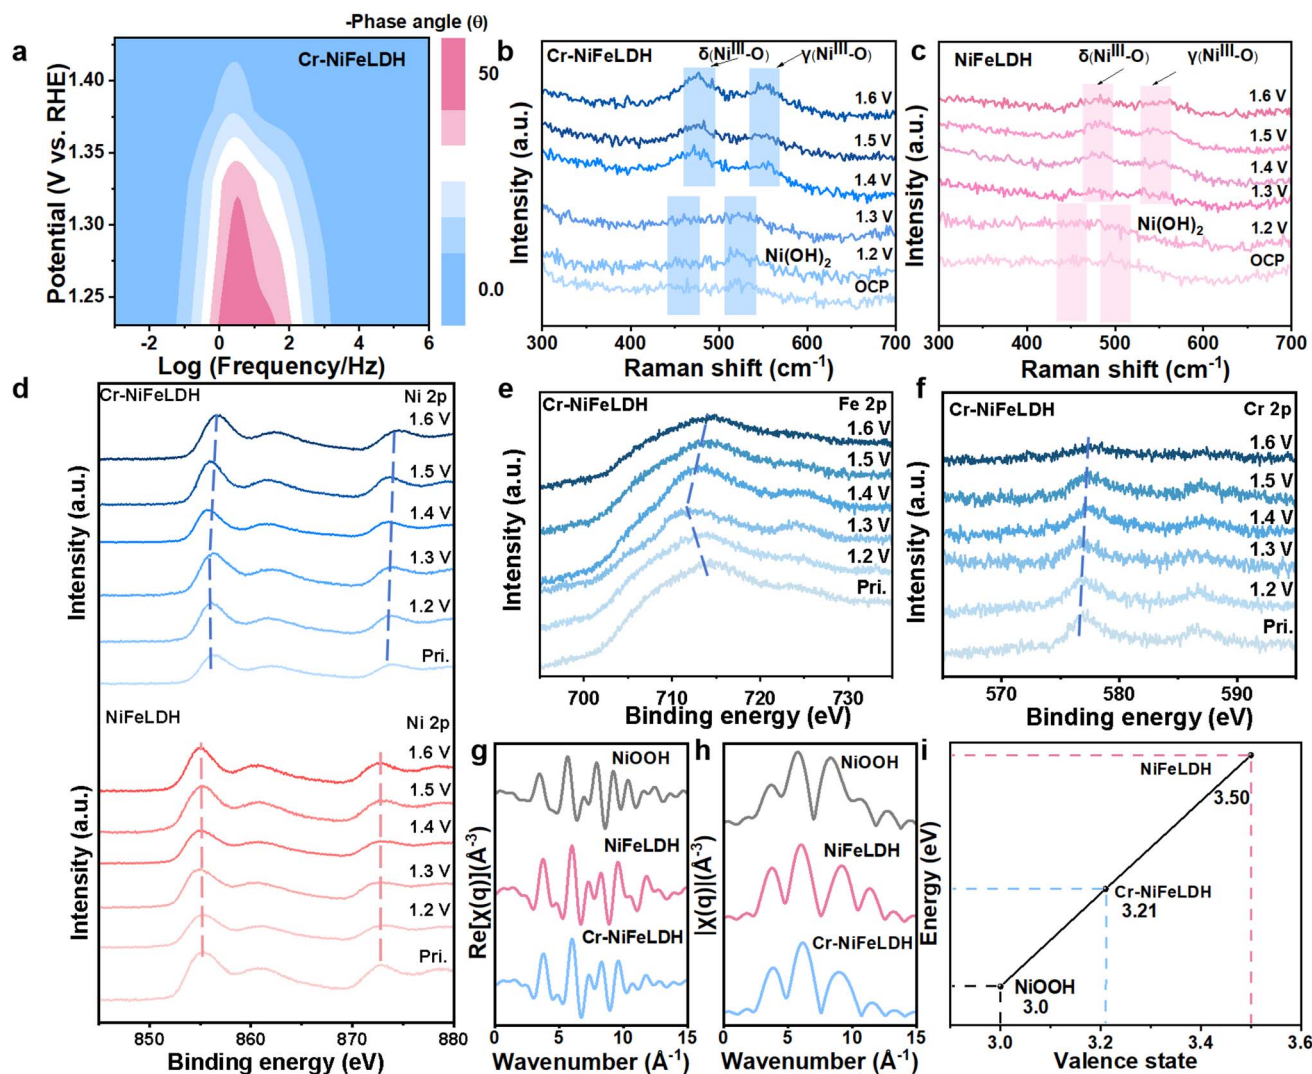 a
-Phase angle (θ)
Cr-NiFeLDH
50
0.0
1.40
1.35
1.30
1.25
Potential (V vs. RHE)
-2 0 2 4 6
Log (Frequency/Hz)
b
Cr-NiFeLDH
δ(Ni^III-O)
γ(Ni^III-O)
1.6 V
1.5 V
1.4 V
1.3 V
1.2 V
Ni(OH)₂
OCP
Intensity (a.u.)
300 400 500 600 700
Raman shift (cm⁻¹)
c
NiFeLDH
δ(Ni^III-O)
γ(Ni^III-O)
1.6 V
1.5 V
1.4 V
1.3 V
Ni(OH)₂
1.2 V
OCP
Intensity (a.u.)
300 400 500 600 700
Raman shift (cm⁻¹)
d
Cr-NiFeLDH
Ni 2p
1.6 V
1.5 V
1.4 V
1.3 V
1.2 V
Pri.
Intensity (a.u.)
NiFeLDH
Ni 2p
1.6 V
1.5 V
1.4 V
1.3 V
1.2 V
Pri.
Intensity (a.u.)
850 860 870 880
Binding energy (eV)
e
Cr-NiFeLDH
Fe 2p
1.6 V
1.5 V
1.4 V
1.3 V
1.2 V
Pri.
Intensity (a.u.)
700 710 720 730
Binding energy (eV)
f
Cr-NiFeLDH
Cr 2p
1.6 V
1.5 V
1.4 V
1.3 V
1.2 V
Pri.
Intensity (a.u.)
570 580 590
Binding energy (eV)
g
NiOOH
NiFeLDH
Cr-NiFeLDH
Re[χ(q)](Å⁻³)
0 5 10 15
Wavenumber (Å⁻¹)
h
NiOOH
NiFeLDH
Cr-NiFeLDH
|χ(q)|(Å⁻³)
0 5 10 15
Wavenumber (Å⁻¹)
i
NiFeLDH
3.50
Cr-NiFeLDH
3.21
NiOOH
3.0
Energy (eV)
3.0 3.2 3.4 3.6
Valence state